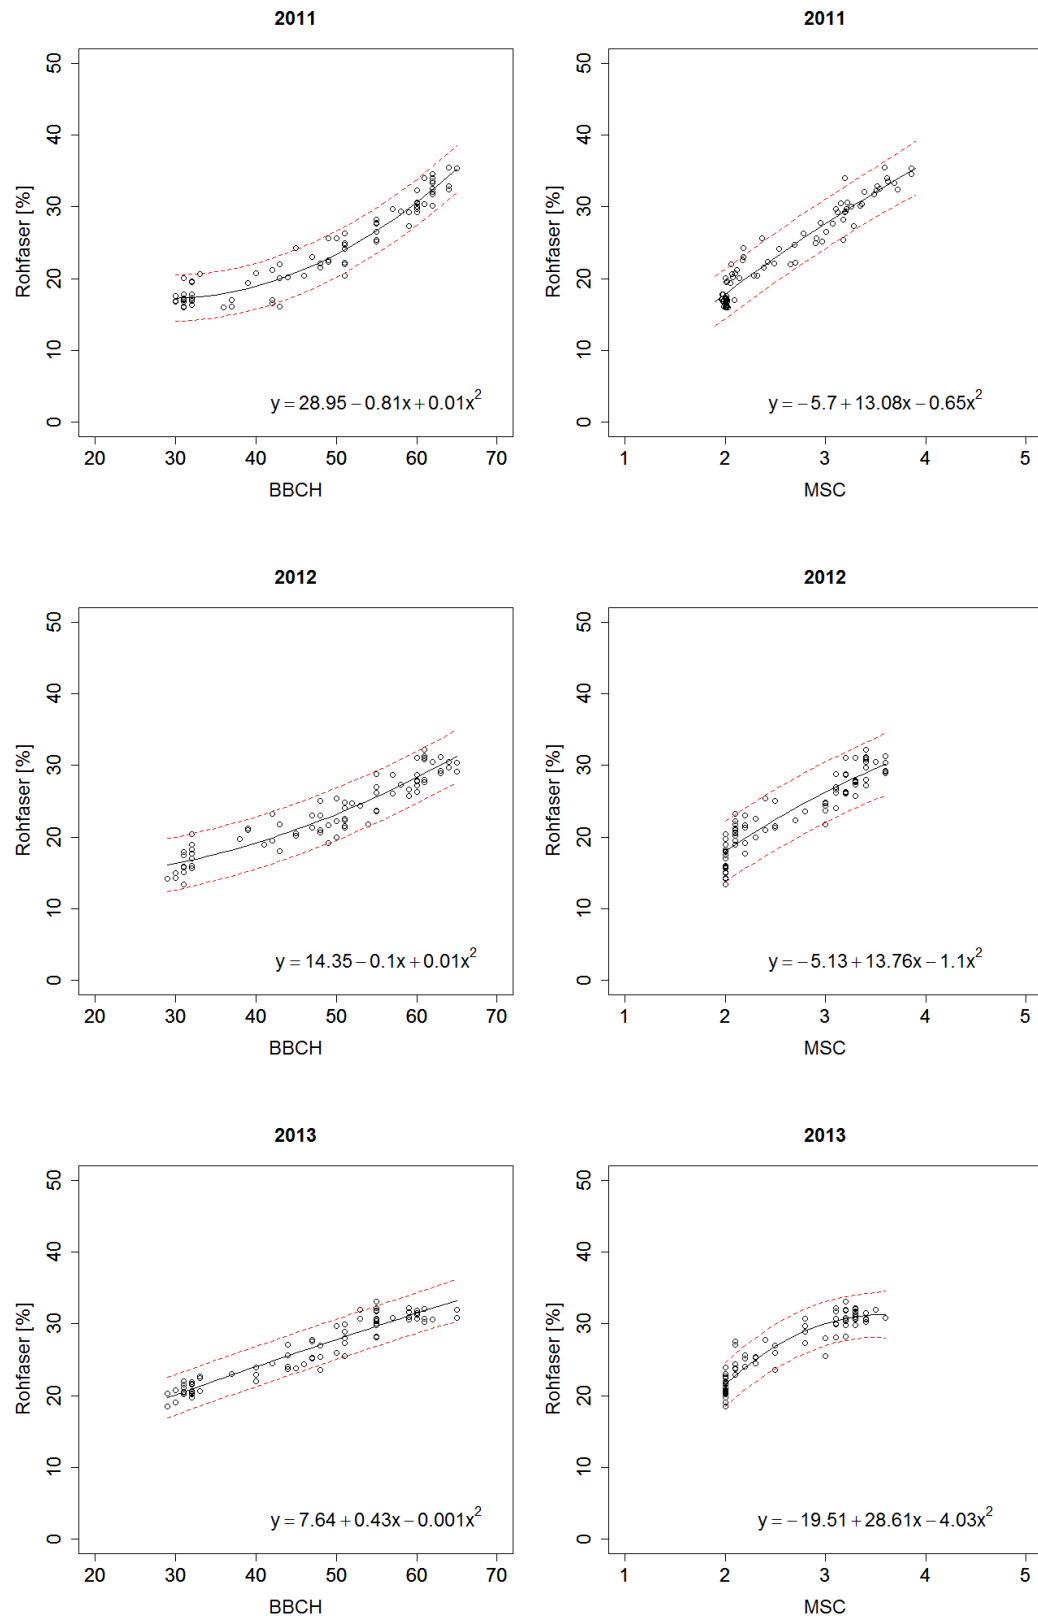 2011
2011
Rohfaser [%]
50
40
30
20
10
0
y = 28.95 − 0.81x + 0.01x²
20 30 40 50 60 70
BBCH
Rohfaser [%]
50
40
30
20
10
0
y = −5.7 + 13.08x − 0.65x²
1 2 3 4 5
MSC
2012
2012
Rohfaser [%]
50
40
30
20
10
0
y = 14.35 − 0.1x + 0.01x²
20 30 40 50 60 70
BBCH
Rohfaser [%]
50
40
30
20
10
0
y = −5.13 + 13.76x − 1.1x²
1 2 3 4 5
MSC
2013
2013
Rohfaser [%]
50
40
30
20
10
0
y = 7.64 + 0.43x − 0.001x²
20 30 40 50 60 70
BBCH
Rohfaser [%]
50
40
30
20
10
0
y = −19.51 + 28.61x − 4.03x²
1 2 3 4 5
MSC